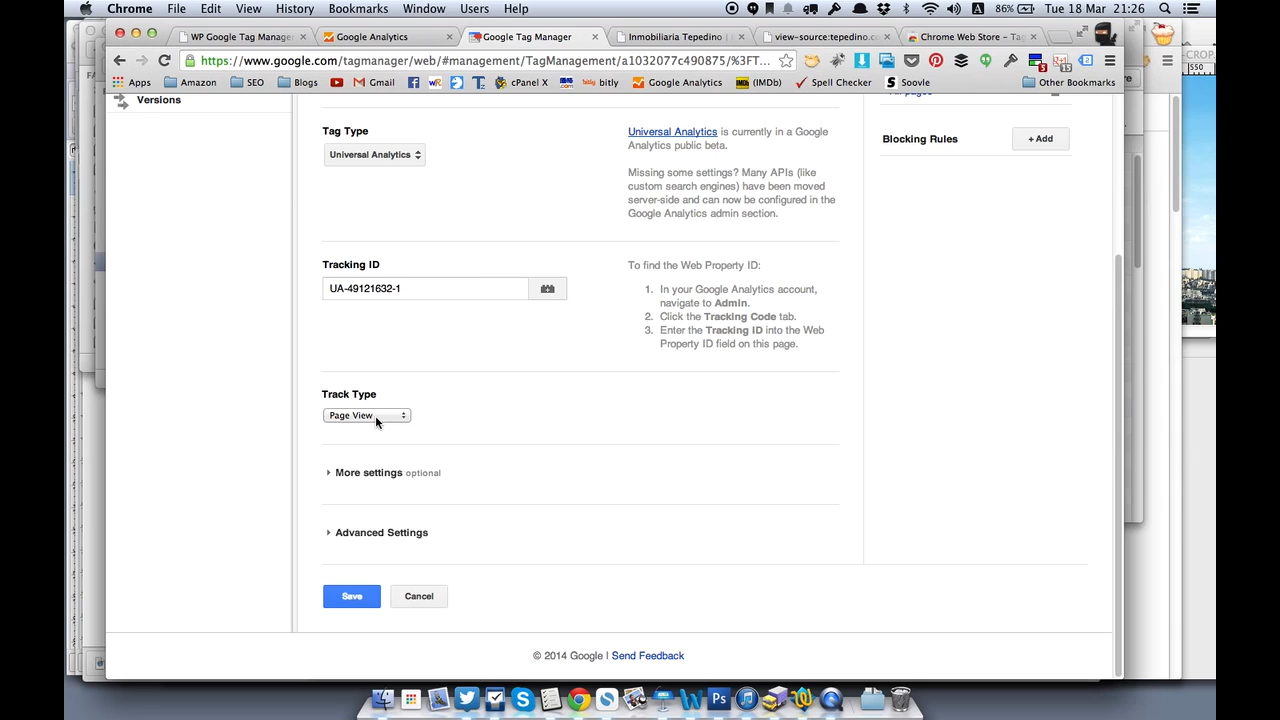 Chrome File Edit View History Bookmarks Window Users Help 86% Tue 18 Mar 21:26
WP Google Tag Manage Google Analytics Google Tag Manager Inmobiliaria Tepedino view-source:tepedino.c Chrome Web Store - Tag
https://www.google.com/tagmanager/web/#management/TagManagement/a1032077c490875/%3FT...
Apps Amazon SEO Blogs Gmail cPanel X bitly Google Analytics (IMDb) Spell Checker Soovle Other Bookmarks
Versions
All pages
Tag Type
Universal Analytics
Universal Analytics is currently in a Google
Analytics public beta.
Missing some settings? Many APIs (like
custom search engines) have been moved
server-side and can now be configured in the
Google Analytics admin section.
Blocking Rules + Add
Tracking ID
UA-49121632-1
To find the Web Property ID:
1. In your Google Analytics account,
navigate to Admin.
2. Click the Tracking Code tab.
3. Enter the Tracking ID into the Web
Property ID field on this page.
Track Type
Page View
More settings optional
Advanced Settings
Save Cancel
© 2014 Google | Send Feedback
CROP.
550